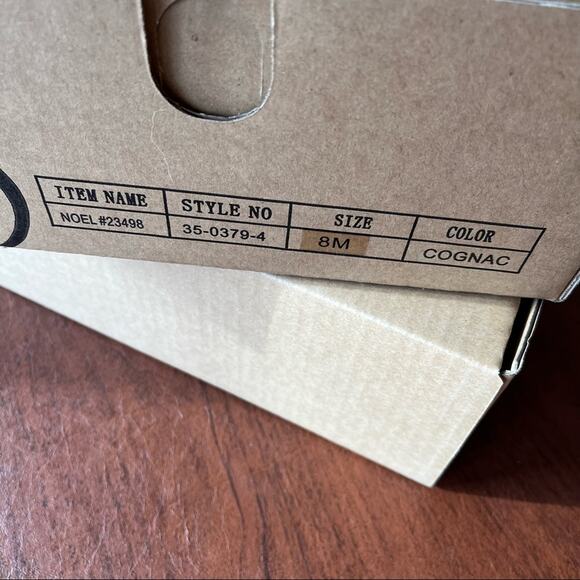 ITEM NAME STYLE NO SIZE COLOR
NOEL#23498 35-0379-4 8M COGNAC